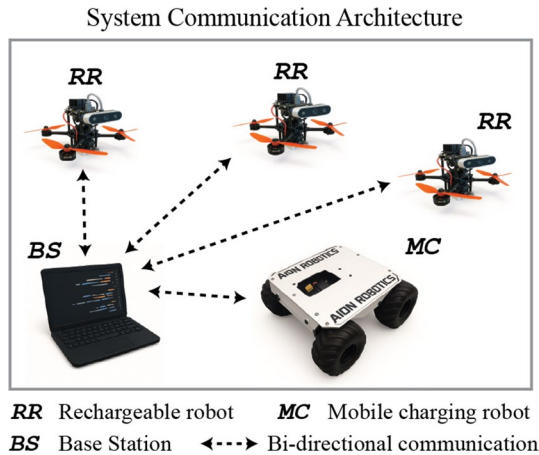 System Communication Architecture
RR
RR
RR
BS
MC
AION ROBOTICS
AION ROBOTICS
RR Rechargeable robot MC Mobile charging robot
BS Base Station Bi-directional communication